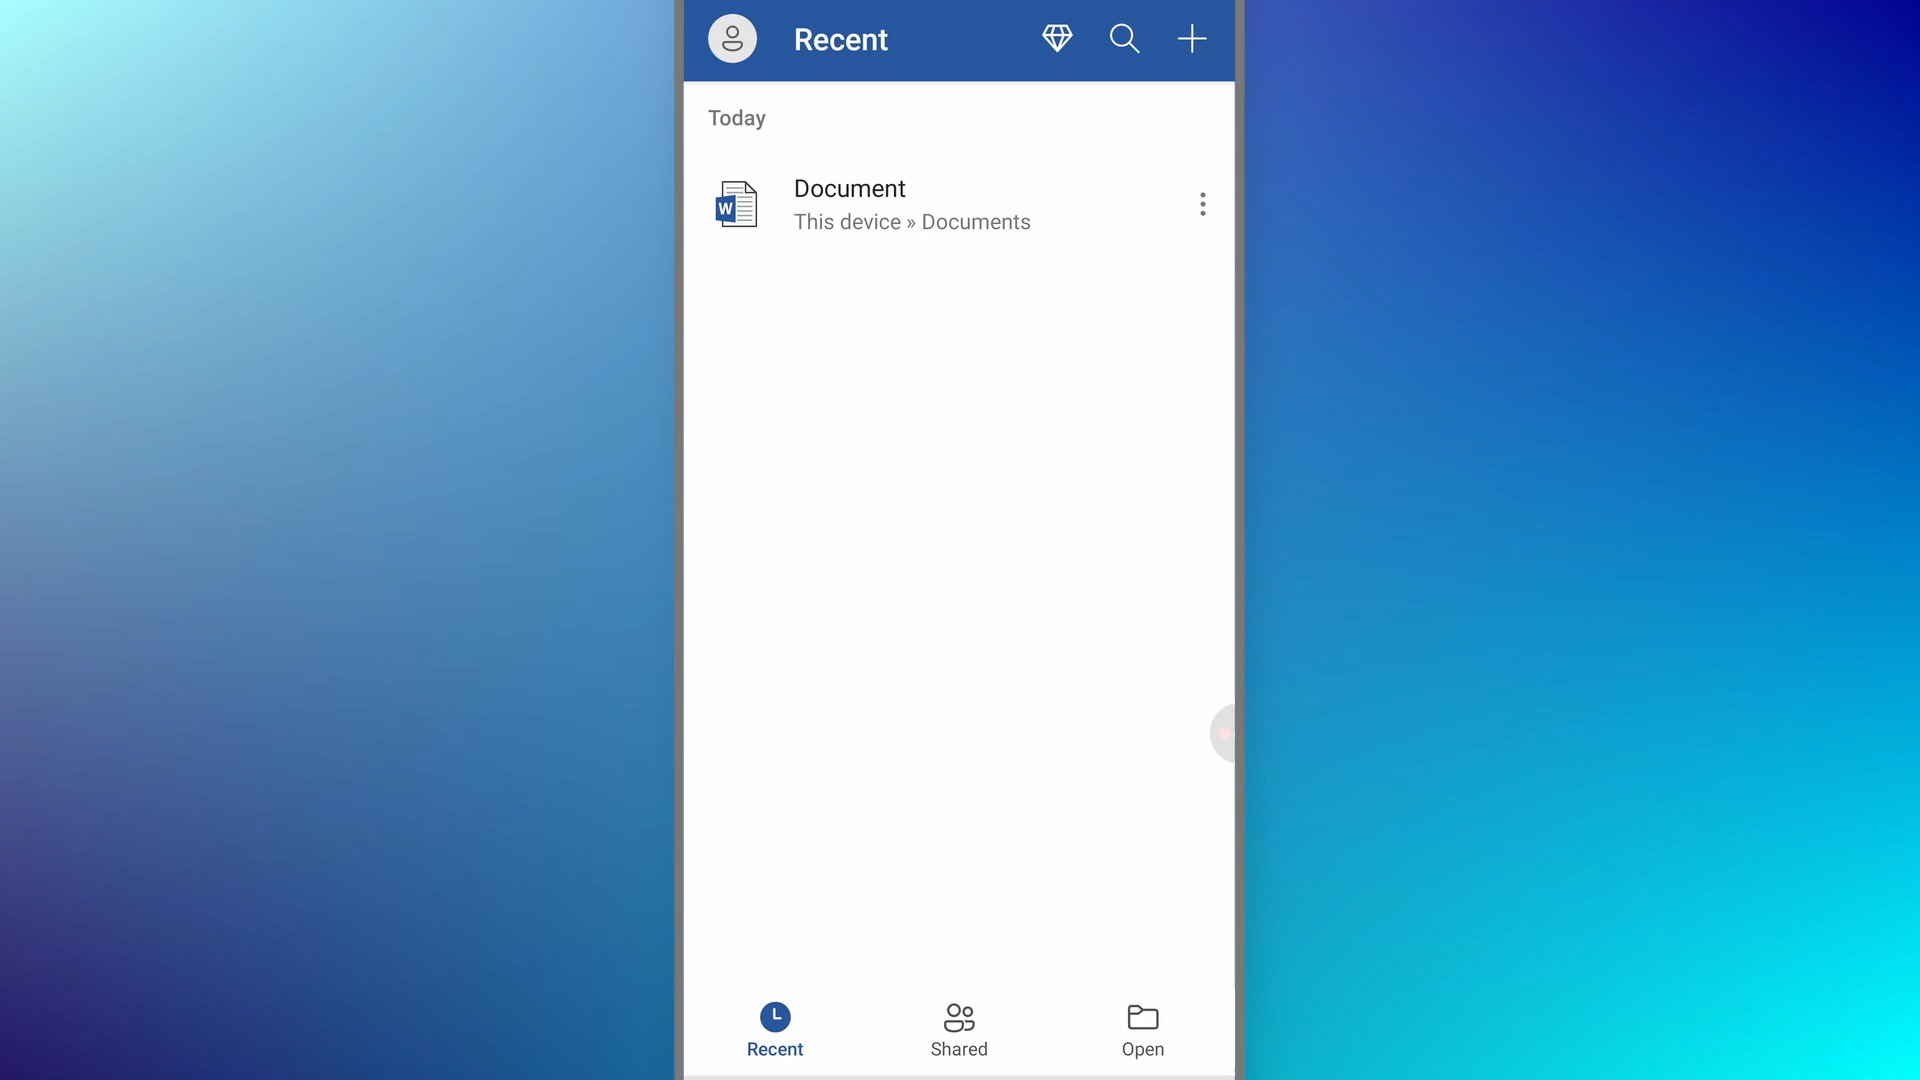 Recent
Today
W
Document
This device » Documents
Recent
Shared
Open